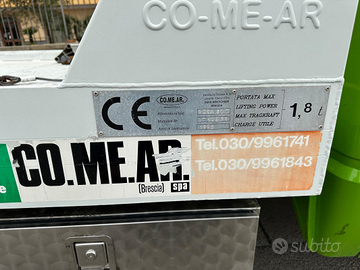 CO-ME-AR
CE
CO.ME.AR.
PORTATA MAX
LIFTING POWER
MAX TRAGKRAFT
CHARGE UTILE
1,8
CO.ME.AR.
(Brescia) spa
Tel.030/9961741
Tel.030/9961843
subito